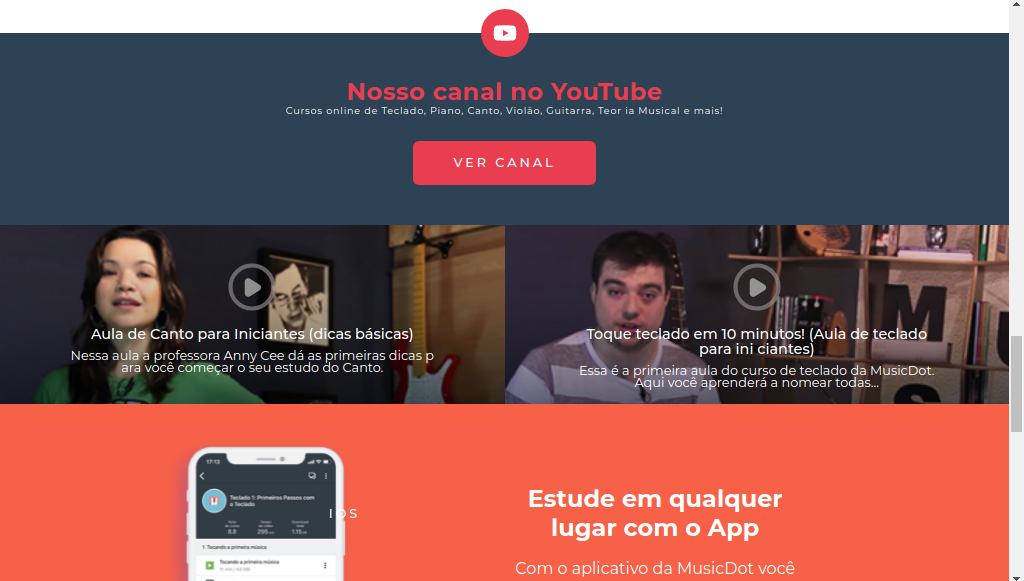 Nosso canal no YouTube
Cursos online de Teclado, Piano, Canto, Violão, Guitarra, Teor ia Musical e mais!
VER CANAL
Aula de Canto para Iniciantes (dicas básicas)
Nessa aula a professora Anny Cee dá as primeiras dicas p
ara você começar o seu estudo do Canto.
Toque teclado em 10 minutos! (Aula de teclado
para ini ciantes)
Essa é a primeira aula do curso de teclado da MusicDot.
Aqui você aprenderá a nomear todas...
M
17:13
Teclado 1: Primeiros Passos com
o Teclado
8.8
295
1. Tocando a primeira música
Tocando a primeira música
IOS
Estude em qualquer
lugar com o App
Com o aplicativo da MusicDot você